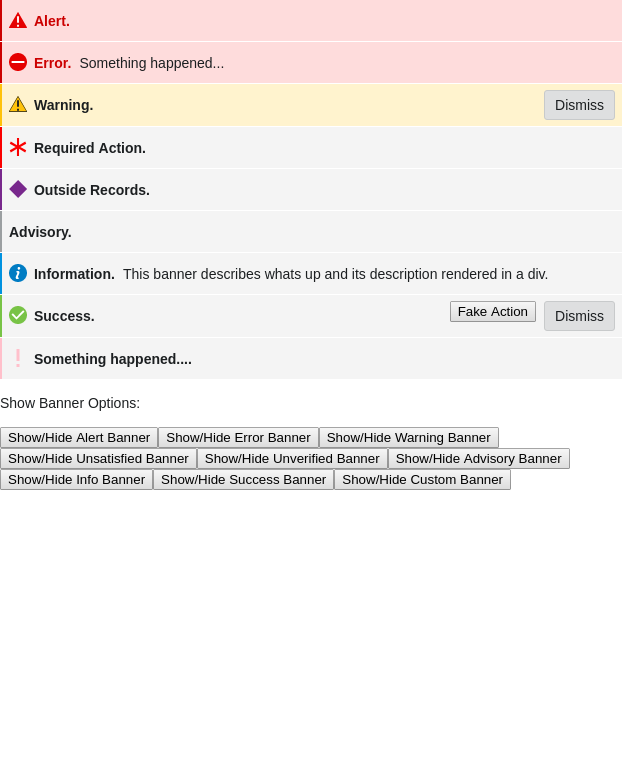 Alert.
Error. Something happened...
Warning. Dismiss
Required Action.
Outside Records.
Advisory.
Information. This banner describes whats up and its description rendered in a div.
Success. Fake Action Dismiss
Something happened....
Show Banner Options:
Show/Hide Alert Banner Show/Hide Error Banner Show/Hide Warning Banner
Show/Hide Unsatisfied Banner Show/Hide Unverified Banner Show/Hide Advisory Banner
Show/Hide Info Banner Show/Hide Success Banner Show/Hide Custom Banner